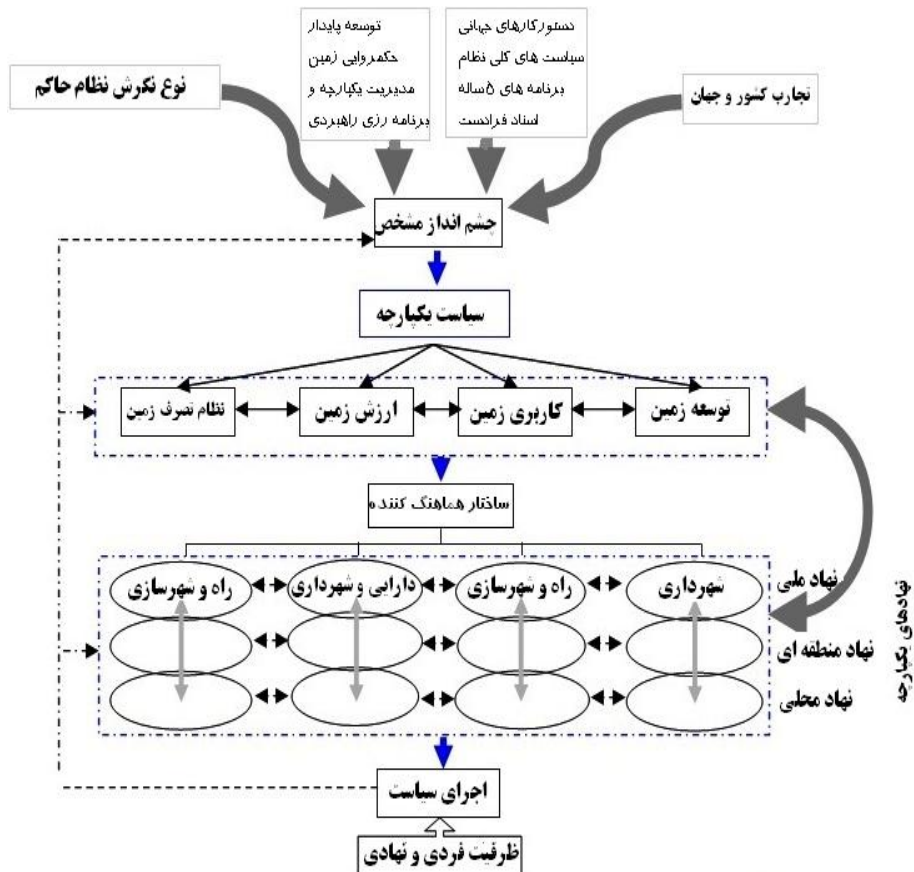 دستورکارهای جهانی
سیاست های کلی نظام
برنامه های ۵ساله
اسناد فرادست
توسعه پایدار
حکمروایی زمین
مدیریت یکپارچه و
برنامه رزی راهبردی
تجارب کشور و جهان
نوع نگرش نظام حاکم
چشم انداز مشخص
سیاست یکپارچه
توسعه زمین
کاربری زمین
ارزش زمین
نظام تصرف زمین
ساختار هماهنگ کننده
شهرداری
راه و شهرسازی
دارایی و شهرداری
راه و شهرسازی
نهاد ملی
نهاد منطقه ای
نهاد محلی
نهادهای یکپارچه
اجرای سیاست
ظرفیت فردی و نهادی